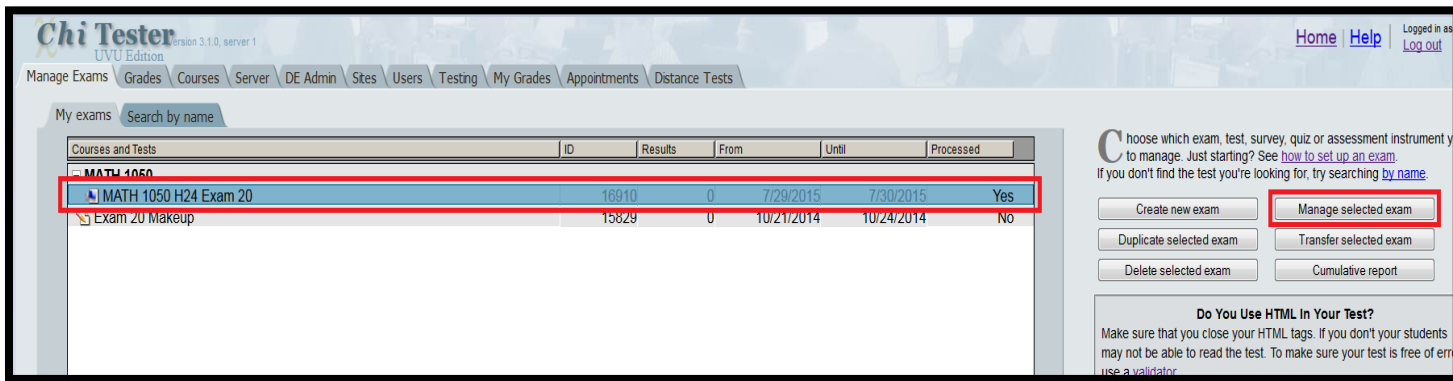 Chi Tester
version 3.1.0, server 1
UVU Edition
Home | Help
Logged in as
Log out
Manage Exams Grades Courses Server DE Admin Sites Users Testing My Grades Appointments Distance Tests
My exams Search by name
Courses and Tests ID Results From Until Processed
MATH 1050
MATH 1050 H24 Exam 20 16910 0 7/29/2015 7/30/2015 Yes
Exam 20 Makeup 15829 0 10/21/2014 10/24/2014 No
Choose which exam, test, survey, quiz or assessment instrument y
to manage. Just starting? See how to set up an exam.
If you don't find the test you're looking for, try searching by name.
Create new exam Manage selected exam
Duplicate selected exam Transfer selected exam
Delete selected exam Cumulative report
Do You Use HTML In Your Test?
Make sure that you close your HTML tags. If you don't your students
may not be able to read the test. To make sure your test is free of err
use a validator